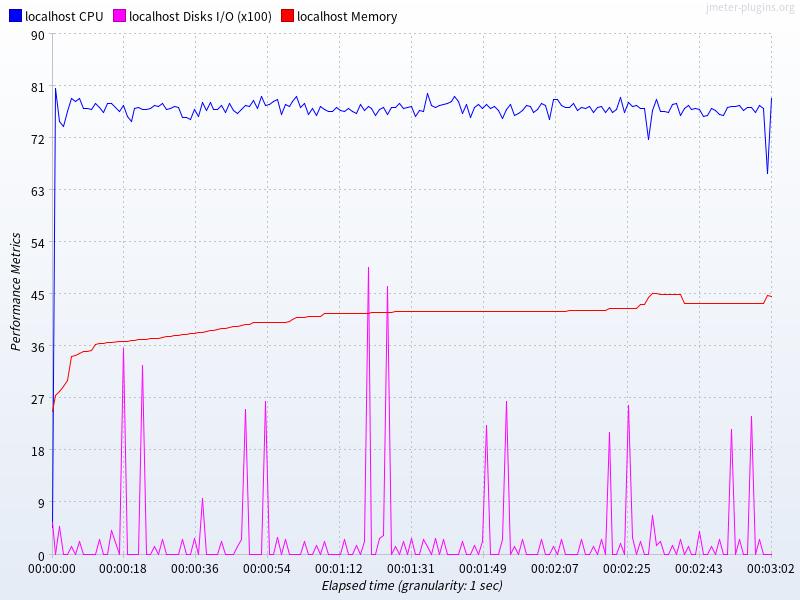 jmeter-plugins.org
localhost CPU localhost Disks I/O (x100) localhost Memory
90
81
72
63
54
45
36
27
18
9
0
Performance Metrics
00:00:00 00:00:18 00:00:36 00:00:54 00:01:12 00:01:31 00:01:49 00:02:07 00:02:25 00:02:43 00:03:02
Elapsed time (granularity: 1 sec)